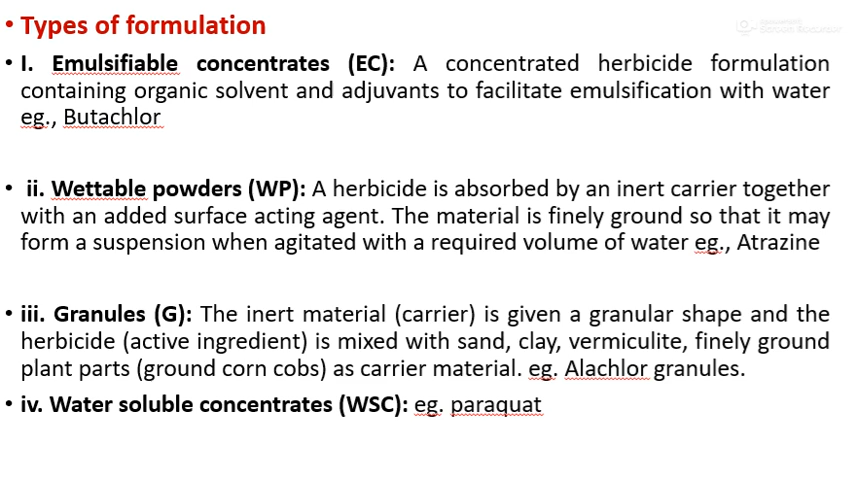 • Types of formulation
• I. Emulsifiable concentrates (EC): A concentrated herbicide formulation
containing organic solvent and adjuvants to facilitate emulsification with water
eg., Butachlor
• ii. Wettable powders (WP): A herbicide is absorbed by an inert carrier together
with an added surface acting agent. The material is finely ground so that it may
form a suspension when agitated with a required volume of water eg., Atrazine
• iii. Granules (G): The inert material (carrier) is given a granular shape and the
herbicide (active ingredient) is mixed with sand, clay, vermiculite, finely ground
plant parts (ground corn cobs) as carrier material. eg. Alachlor granules.
• iv. Water soluble concentrates (WSC): eg. paraquat